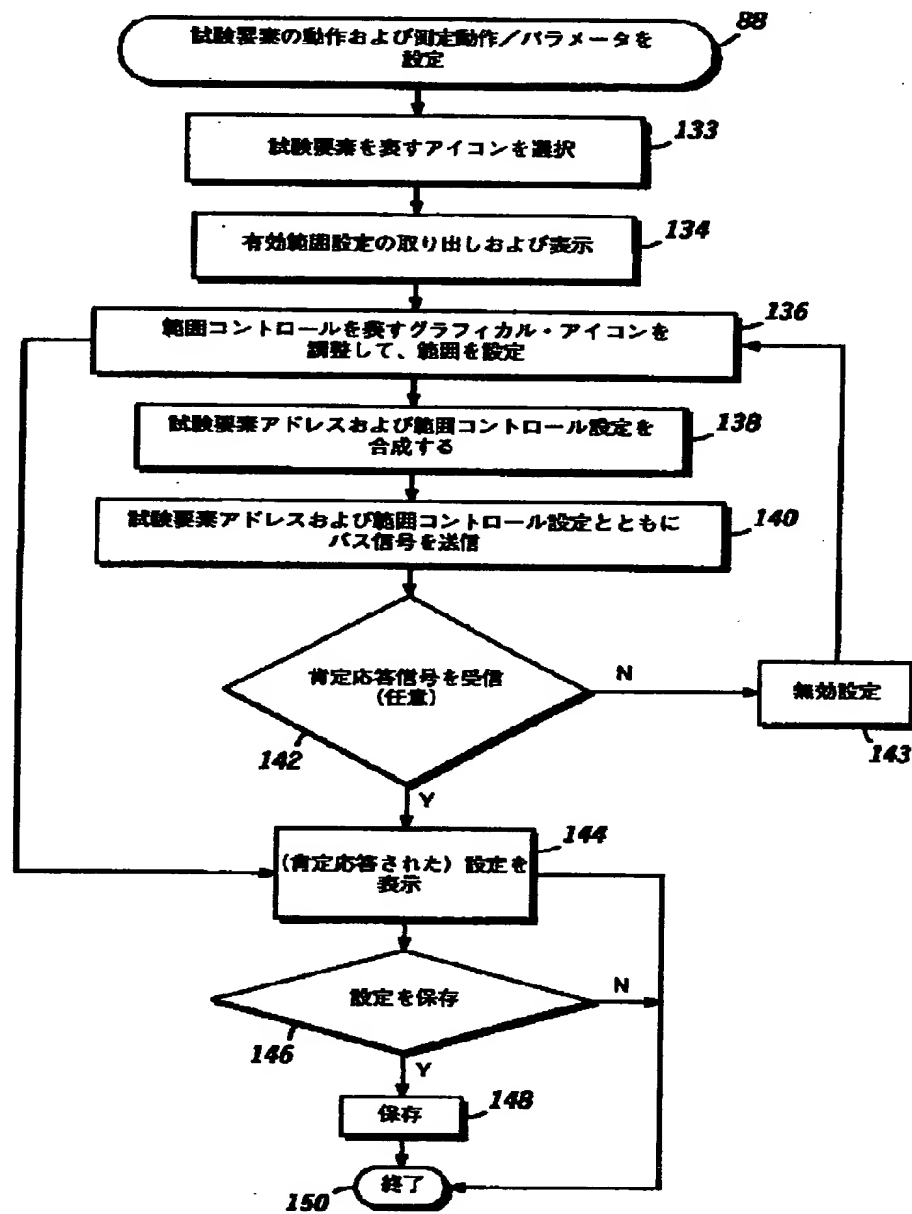 試験要素の動作および測定動作/パラメータを
設定
88
試験要素を表すアイコンを選択
133
有効範囲設定の取り出しおよび表示
134
範囲コントロールを表すグラフィカル・アイコンを
調整して、範囲を設定
136
試験要素アドレスおよび範囲コントロール設定を
合成する
138
試験要素アドレスおよび範囲コントロール設定とともに
バス信号を送信
140
肯定応答信号を受信
(任意)
142
N
無効設定
143
Y
(肯定応答された)設定を
表示
144
設定を保存
146
N
Y
保存
148
終了
150